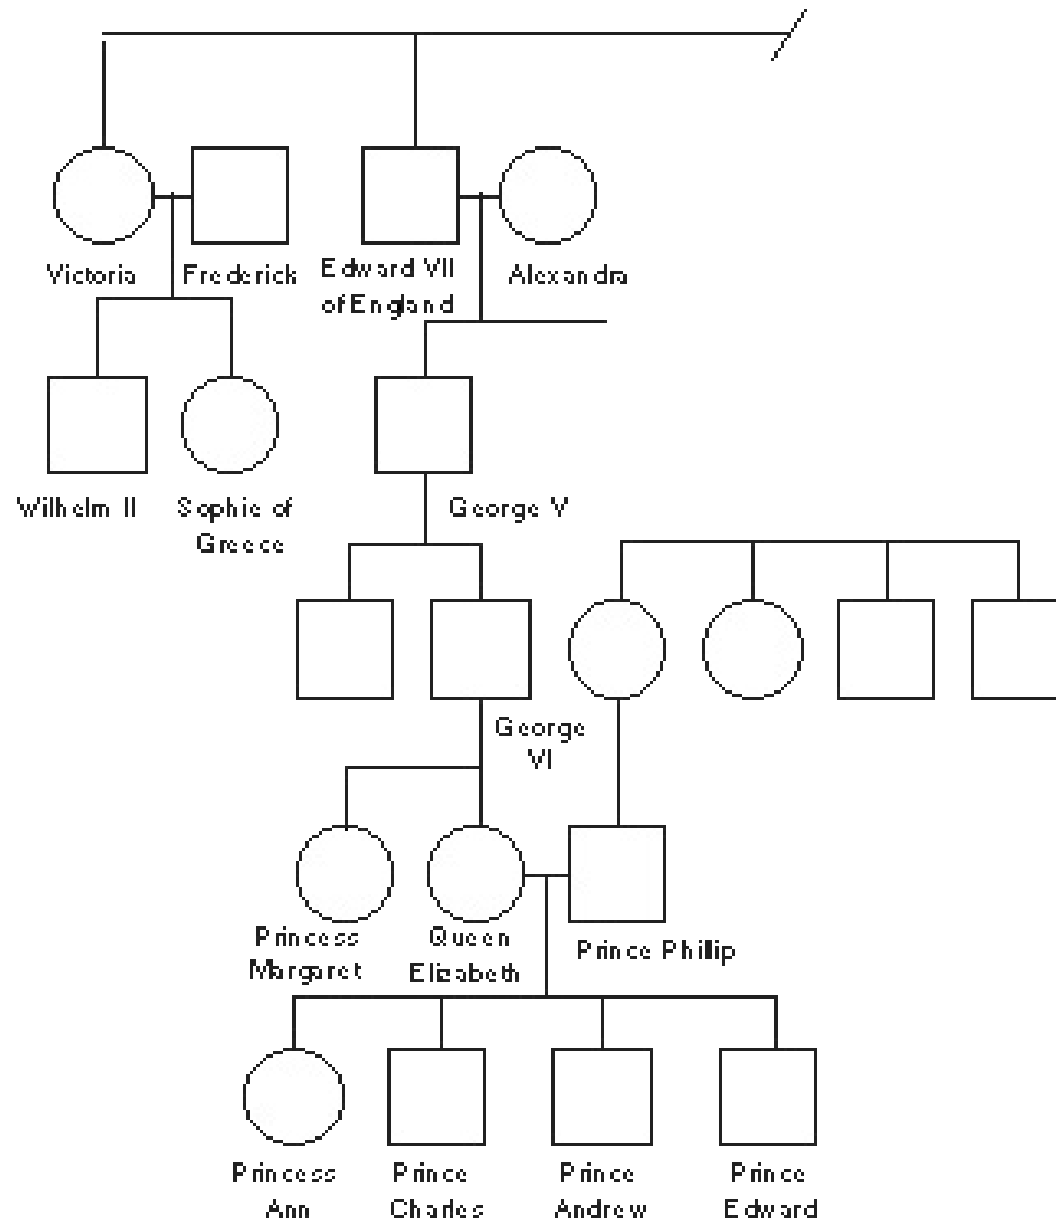 Victoria
Frederick
Edward VII
of England
Alexandra
Wilhelm II
Sophie of
Greece
George V
George
VI
Princess
Margaret
Queen
Elizabeth
Prince Phillip
Princess
Ann
Prince
Charles
Prince
Andrew
Prince
Edward